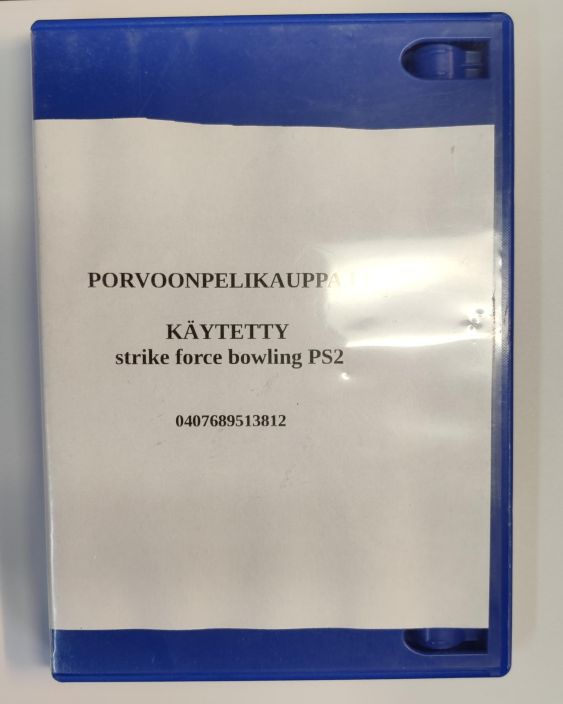 PORVOONPELIKAUPPA
KÄYTETTY
strike force bowling PS2
0407689513812